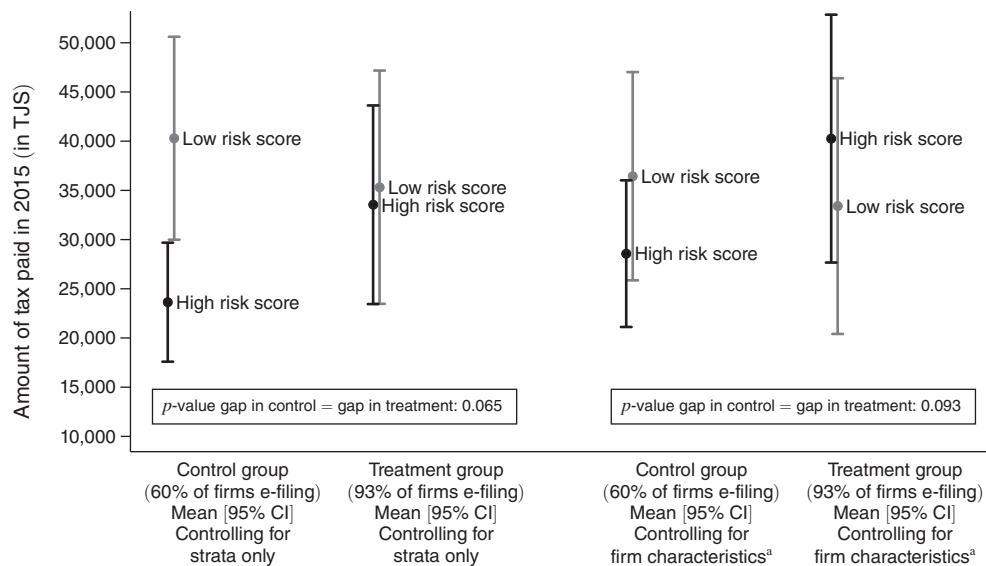 Amount of tax paid in 2015 (in TJS)
50,000
45,000
40,000
35,000
30,000
25,000
20,000
15,000
10,000
Low risk score
High risk score
Low risk score
High risk score
Low risk score
High risk score
High risk score
Low risk score
p-value gap in control = gap in treatment: 0.065
p-value gap in control = gap in treatment: 0.093
Control group
(60% of firms e-filing)
Mean [95% CI]
Controlling for
strata only
Treatment group
(93% of firms e-filing)
Mean [95% CI]
Controlling for
strata only
Control group
(60% of firms e-filing)
Mean [95% CI]
Controlling for
firm characteristicsᵃ
Treatment group
(93% of firms e-filing)
Mean [95% CI]
Controlling for
firm characteristicsᵃ